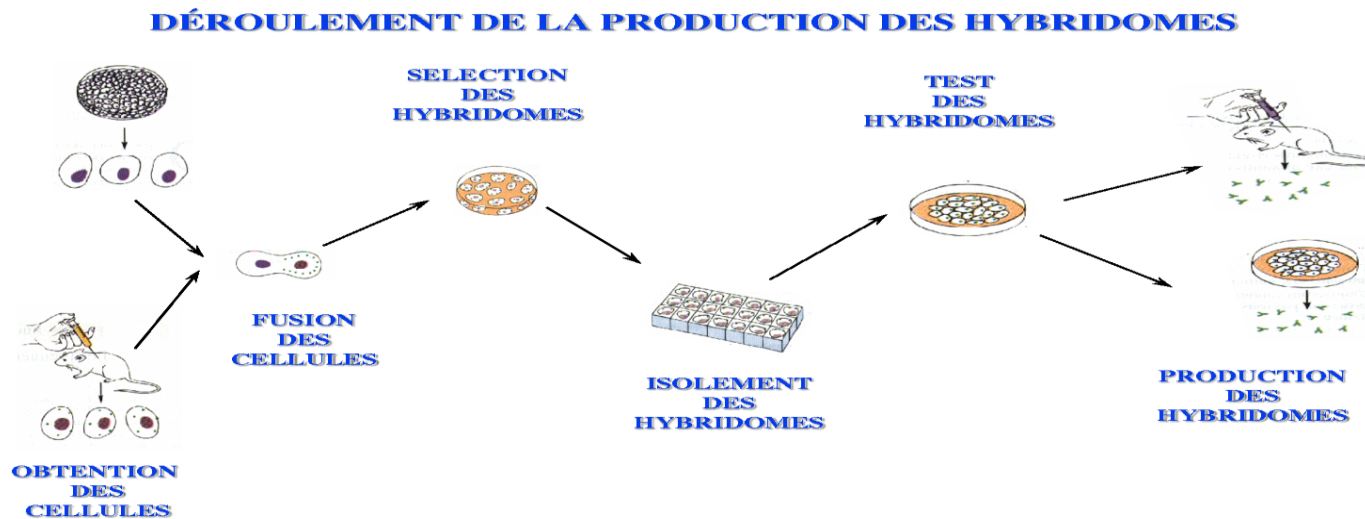 DÉROULEMENT DE LA PRODUCTION DES HYBRIDOMES
SELECTION
DES
HYBRIDOMES
TEST
DES
HYBRIDOMES
FUSION
DES
CELLULES
ISOLEMENT
DES
HYBRIDOMES
PRODUCTION
DES
HYBRIDOMES
OBTENTION
DES
CELLULES